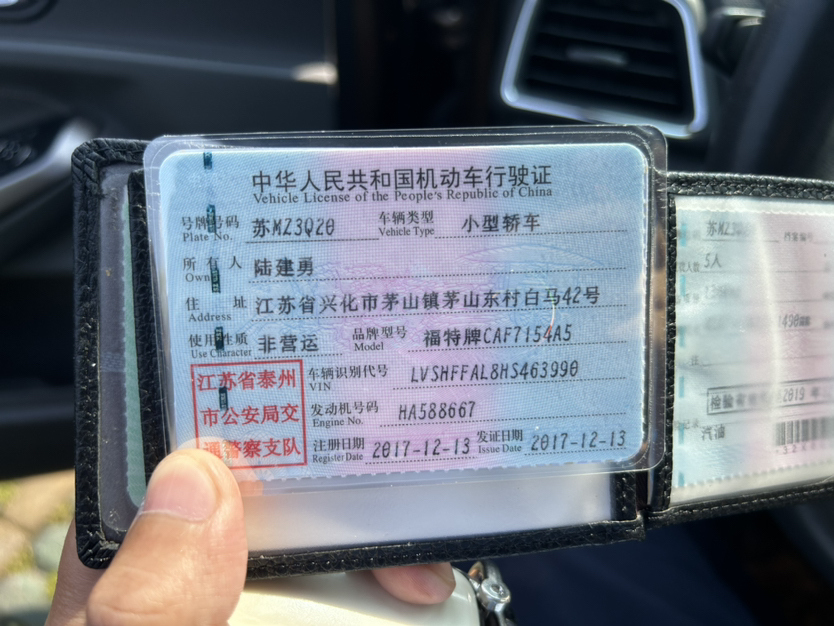 中华人民共和国机动车行驶证
Vehicle License of the People's Republic of China
号牌号码 苏MZ3Q20 车辆类型 小型轿车
Plate No. Vehicle Type
所有人 陆建勇
Owner
住址 江苏省兴化市茅山镇茅山东村白马42号
Address
使用性质 非营运 品牌型号 福特牌CAF7154A5
Use Character Model
江苏省泰州
市公安局交
通警察支队
车辆识别代号 LVSHFFAL8HS463990
VIN
发动机号码 HA588667
Engine No.
注册日期 2017-12-13 发证日期 2017-12-13
Register Date Issue Date
苏MZ3
5人
汽油